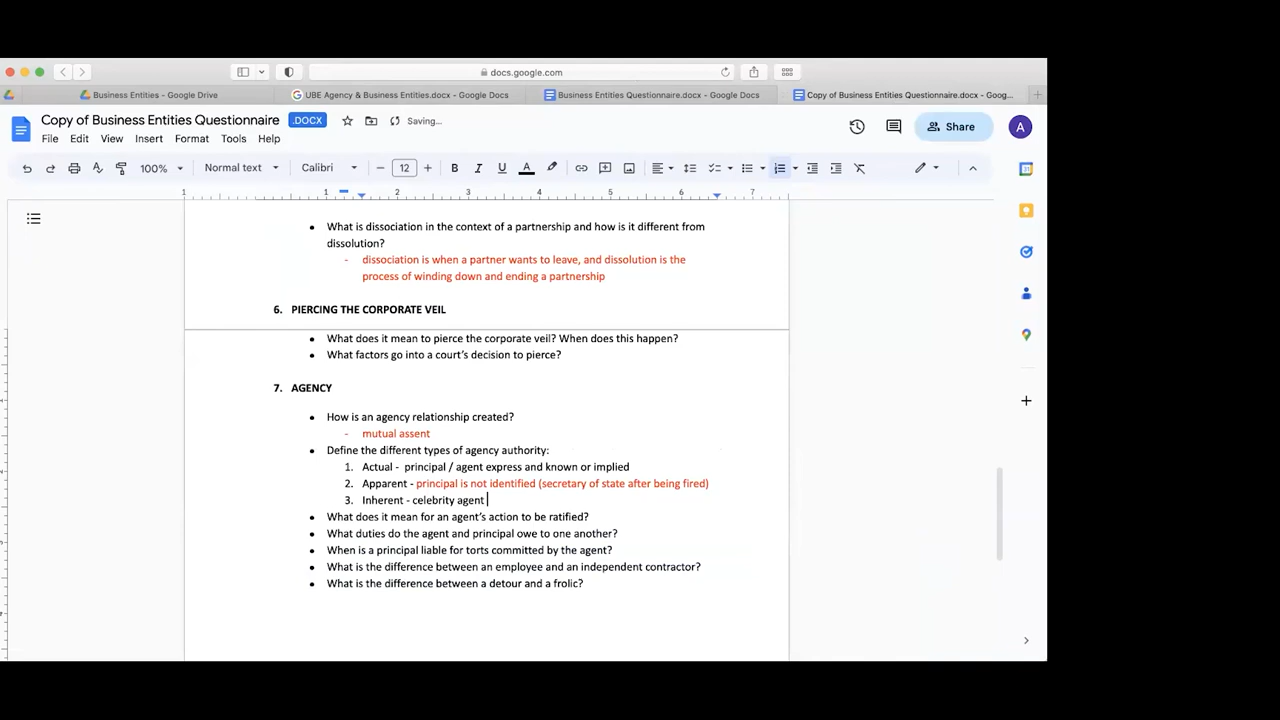 docs.google.com
Business Entities - Google Drive
UBE Agency & Business Entities.docx - Google Docs
Business Entities Questionnaire.docx - Google Docs
Copy of Business Entities Questionnaire.docx - Goog...
Copy of Business Entities Questionnaire .DOCX Saving...
File Edit View Insert Format Tools Help
Share
A
100% Normal text Calibri 12 B I U A
1 1 2 3 4 5 6 7
• What is dissociation in the context of a partnership and how is it different from
dissolution?
- dissociation is when a partner wants to leave, and dissolution is the
process of winding down and ending a partnership
6. PIERCING THE CORPORATE VEIL
• What does it mean to pierce the corporate veil? When does this happen?
• What factors go into a court's decision to pierce?
7. AGENCY
• How is an agency relationship created?
- mutual assent
• Define the different types of agency authority:
1. Actual - principal / agent express and known or implied
2. Apparent - principal is not identified (secretary of state after being fired)
3. Inherent - celebrity agent
• What does it mean for an agent's action to be ratified?
• What duties do the agent and principal owe to one another?
• When is a principal liable for torts committed by the agent?
• What is the difference between an employee and an independent contractor?
• What is the difference between a detour and a frolic?